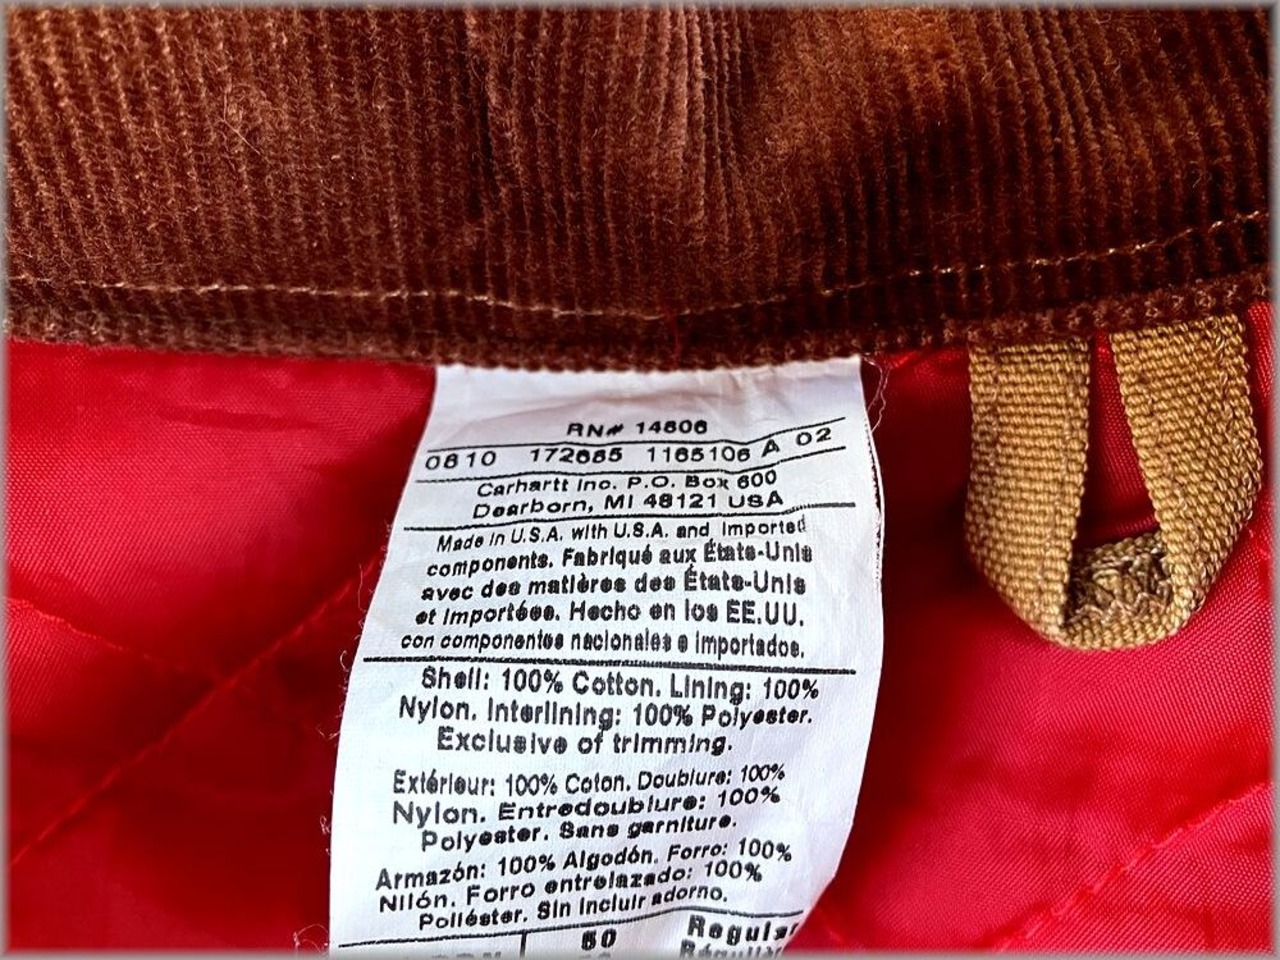 RN# 14806
0810 172665 1165106 A 02
Carhartt Inc. P.O. Box 600
Dearborn, MI 48121 USA
Made in U.S.A. with U.S.A. and Imported
components. Fabriqué aux États-Unis
avec des matières des États-Unis
et Importées. Hecho en los EE.UU.
con componentes nacionales e importados.
Shell: 100% Cotton. Lining: 100%
Nylon. Interlining: 100% Polyester.
Exclusive of trimming.
Extérieur: 100% Coton. Doublure: 100%
Nylon. Entredoublure: 100%
Polyester. Sans garniture.
Armazón: 100% Algodón. Forro: 100%
Nilón. Forro entrelazado: 100%
Poliéster. Sin incluir adorno.
50 Regular
Régulier